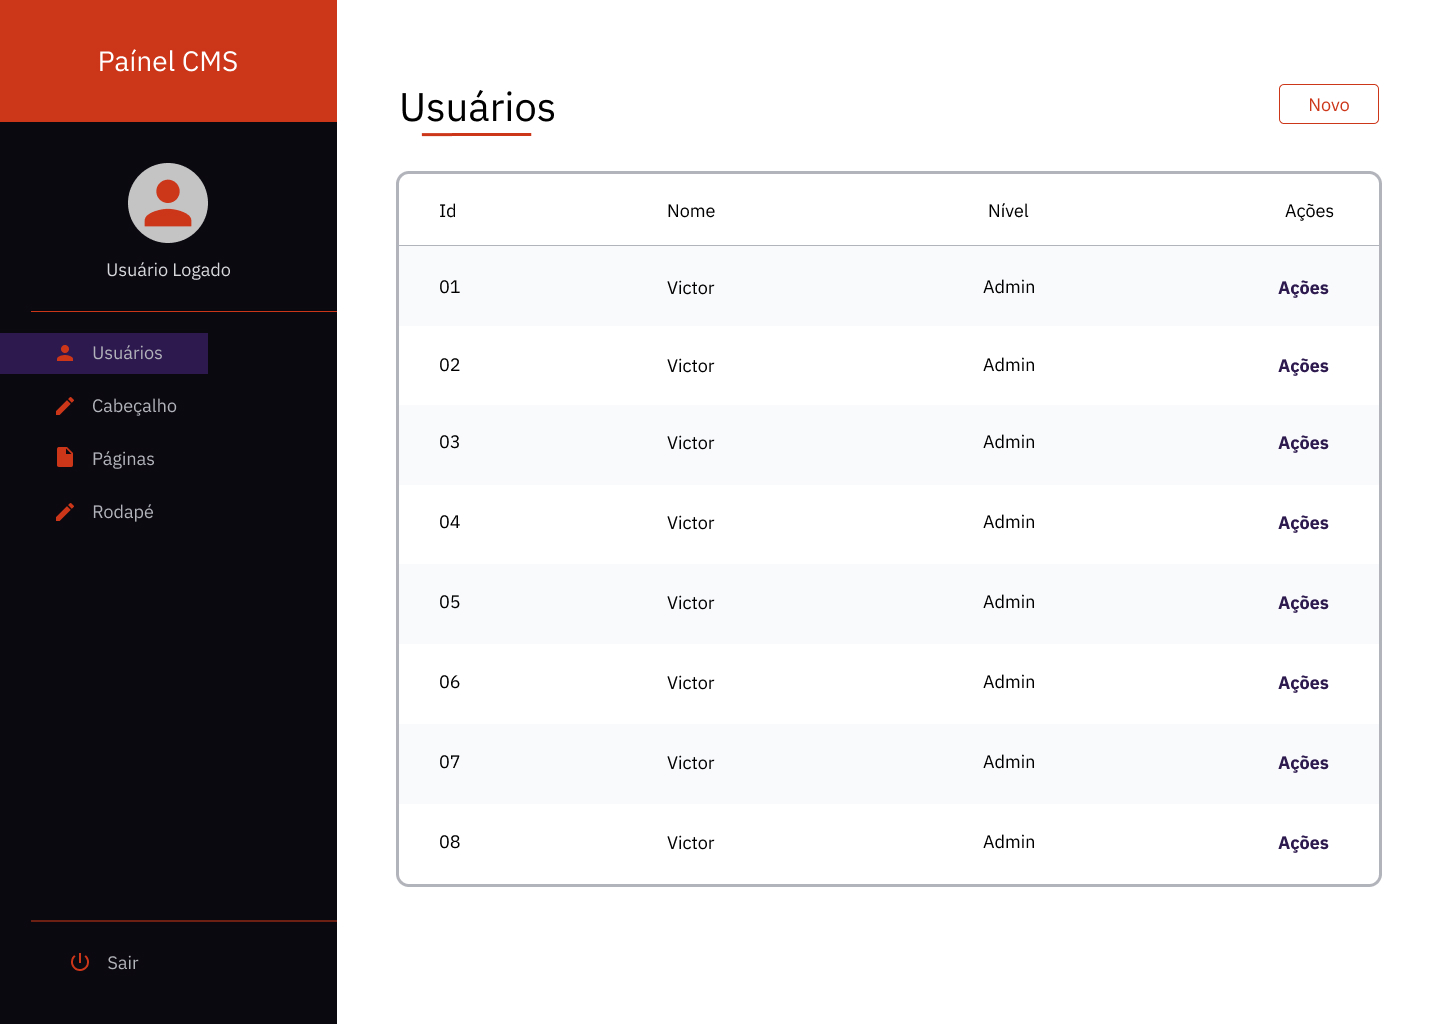 Paínel CMS
Usuário Logado
Usuários
Cabeçalho
Páginas
Rodapé
Sair
Usuários
Novo
Id Nome Nível Ações
01 Victor Admin Ações
02 Victor Admin Ações
03 Victor Admin Ações
04 Victor Admin Ações
05 Victor Admin Ações
06 Victor Admin Ações
07 Victor Admin Ações
08 Victor Admin Ações